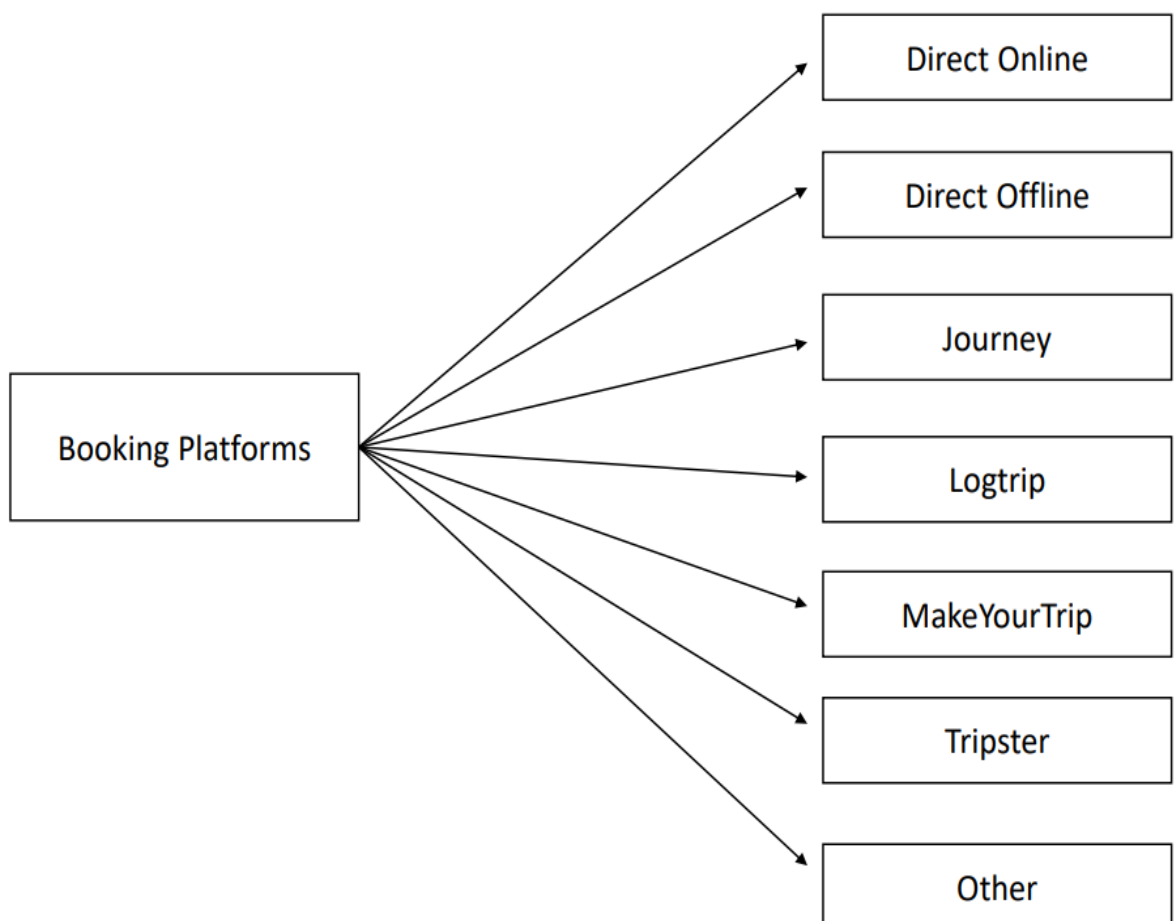 Direct Online
Direct Offline
Journey
Booking Platforms
Logtrip
MakeYourTrip
Tripster
Other